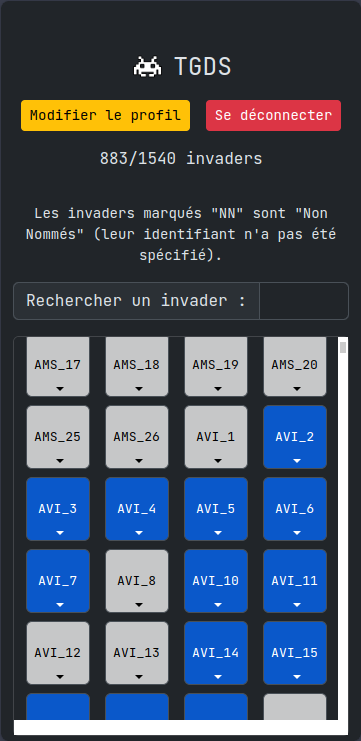 TGDS
Modifier le profil Se déconnecter
883/1540 invaders
Les invaders marqués "NN" sont "Non
Nommés" (leur identifiant n'a pas été
spécifié).
Rechercher un invader :
AMS_17 AMS_18 AMS_19 AMS_20
AMS_25 AMS_26 AVI_1 AVI_2
AVI_3 AVI_4 AVI_5 AVI_6
AVI_7 AVI_8 AVI_10 AVI_11
AVI_12 AVI_13 AVI_14 AVI_15